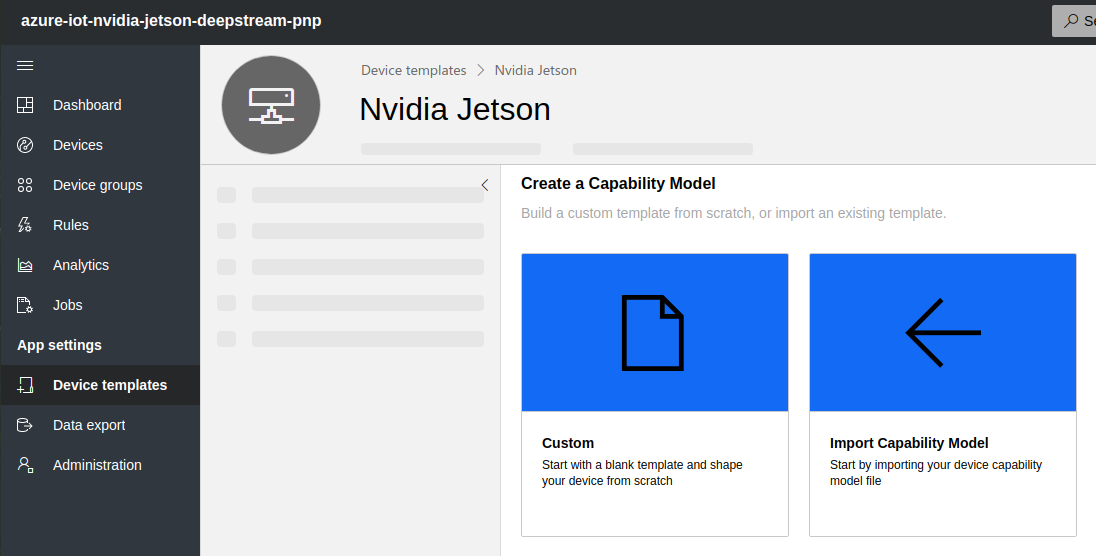 azure-iot-nvidia-jetson-deepstream-pnp
Dashboard
Devices
Device groups
Rules
Analytics
Jobs
App settings
Device templates
Data export
Administration
Device templates > Nvidia Jetson
Nvidia Jetson
Create a Capability Model
Build a custom template from scratch, or import an existing template.
Custom
Start with a blank template and shape
your device from scratch
Import Capability Model
Start by importing your device capability
model file